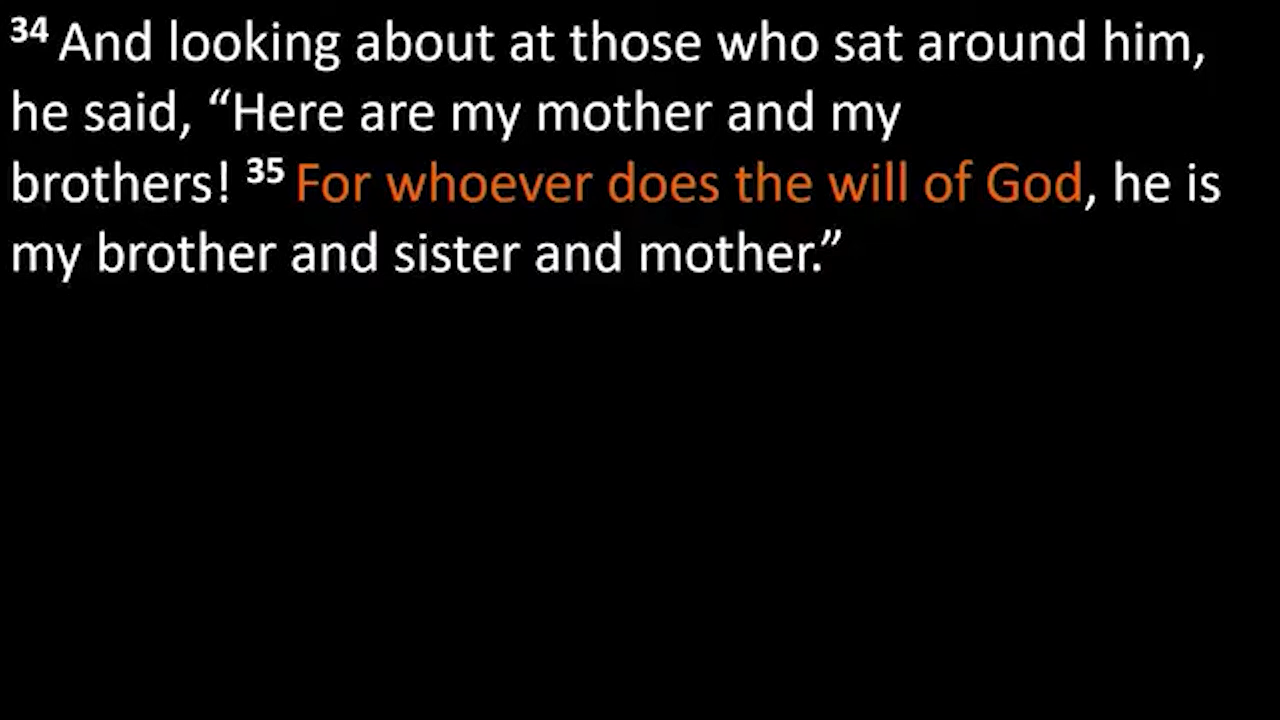 34 And looking about at those who sat around him,
he said, “Here are my mother and my
brothers! 35 For whoever does the will of God, he is
my brother and sister and mother.”